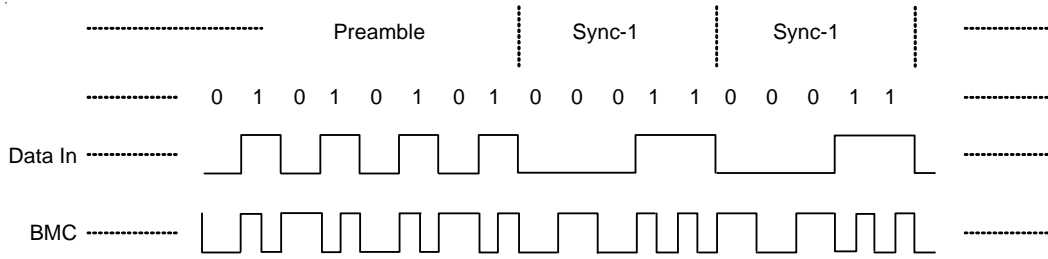 Preamble Sync-1 Sync-1
0 1 0 1 0 1 0 1 0 0 0 1 1 0 0 0 1 1
Data In
BMC